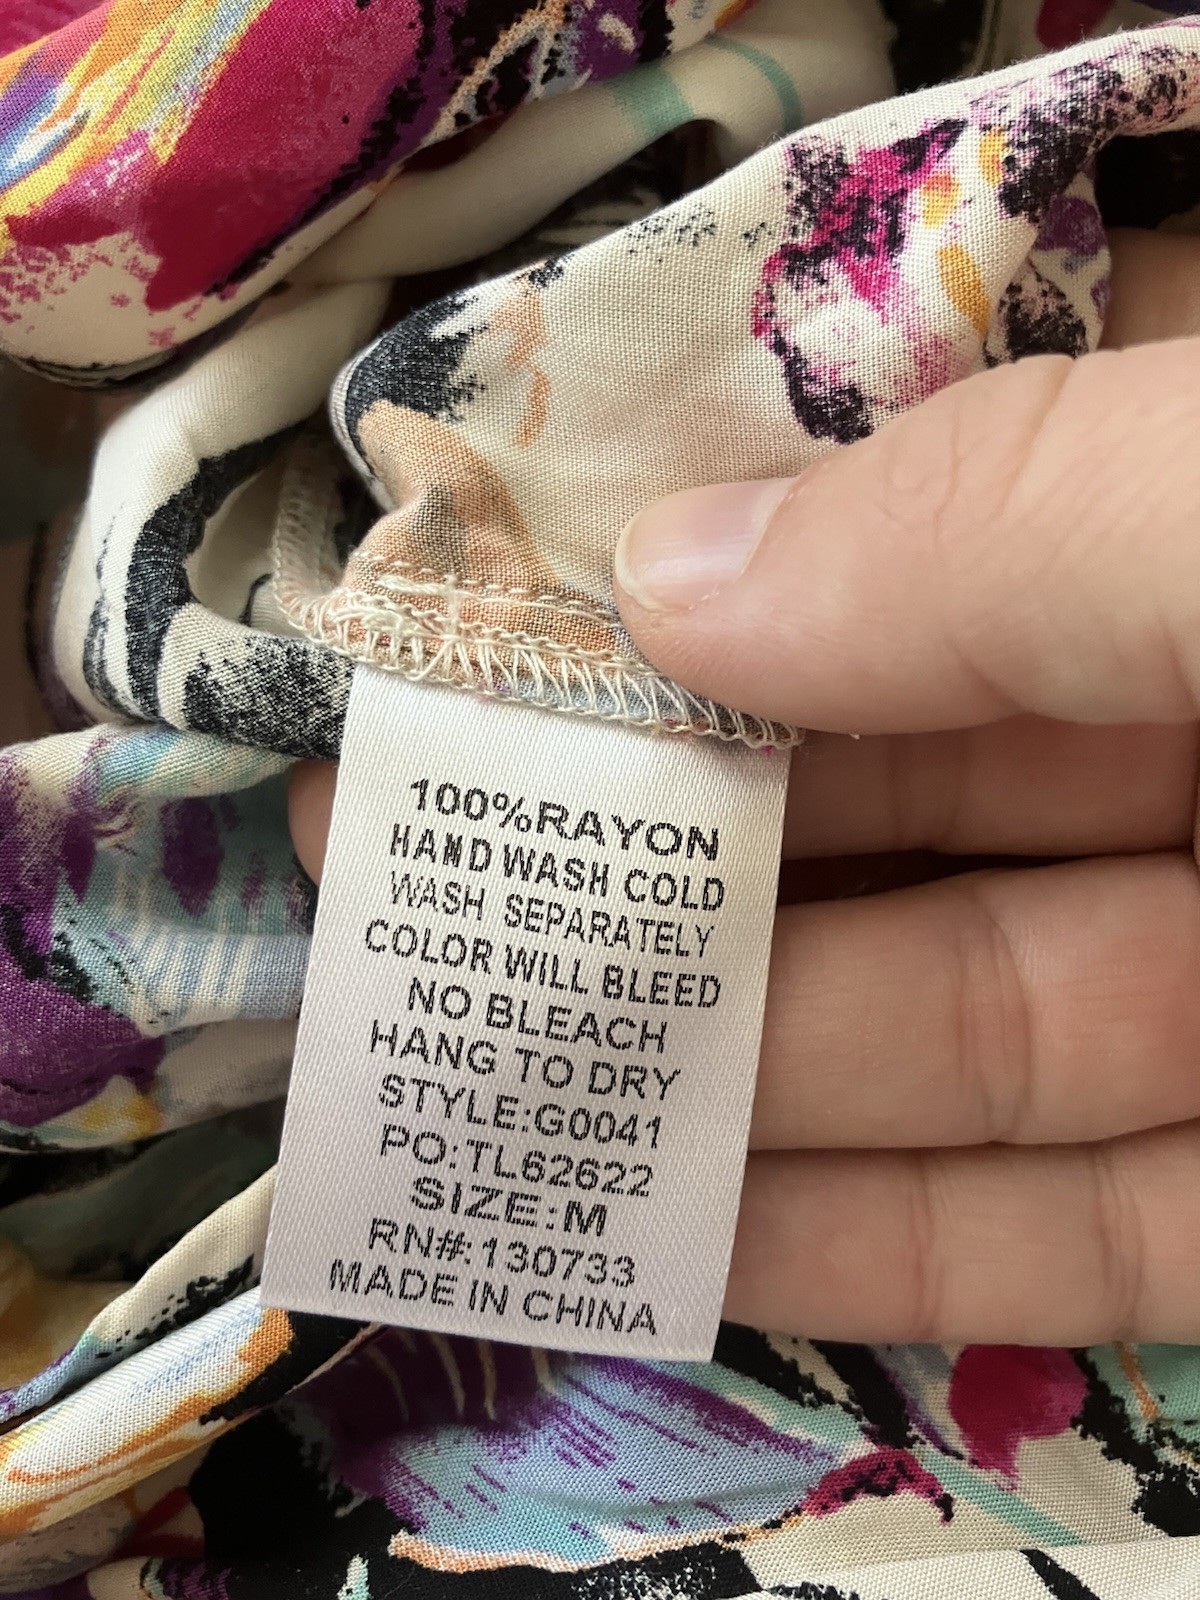 100%RAYON
HAND WASH COLD
WASH SEPARATELY
COLOR WILL BLEED
NO BLEACH
HANG TO DRY
STYLE:G0041
PO:TL62622
SIZE:M
RN#:130733
MADE IN CHINA